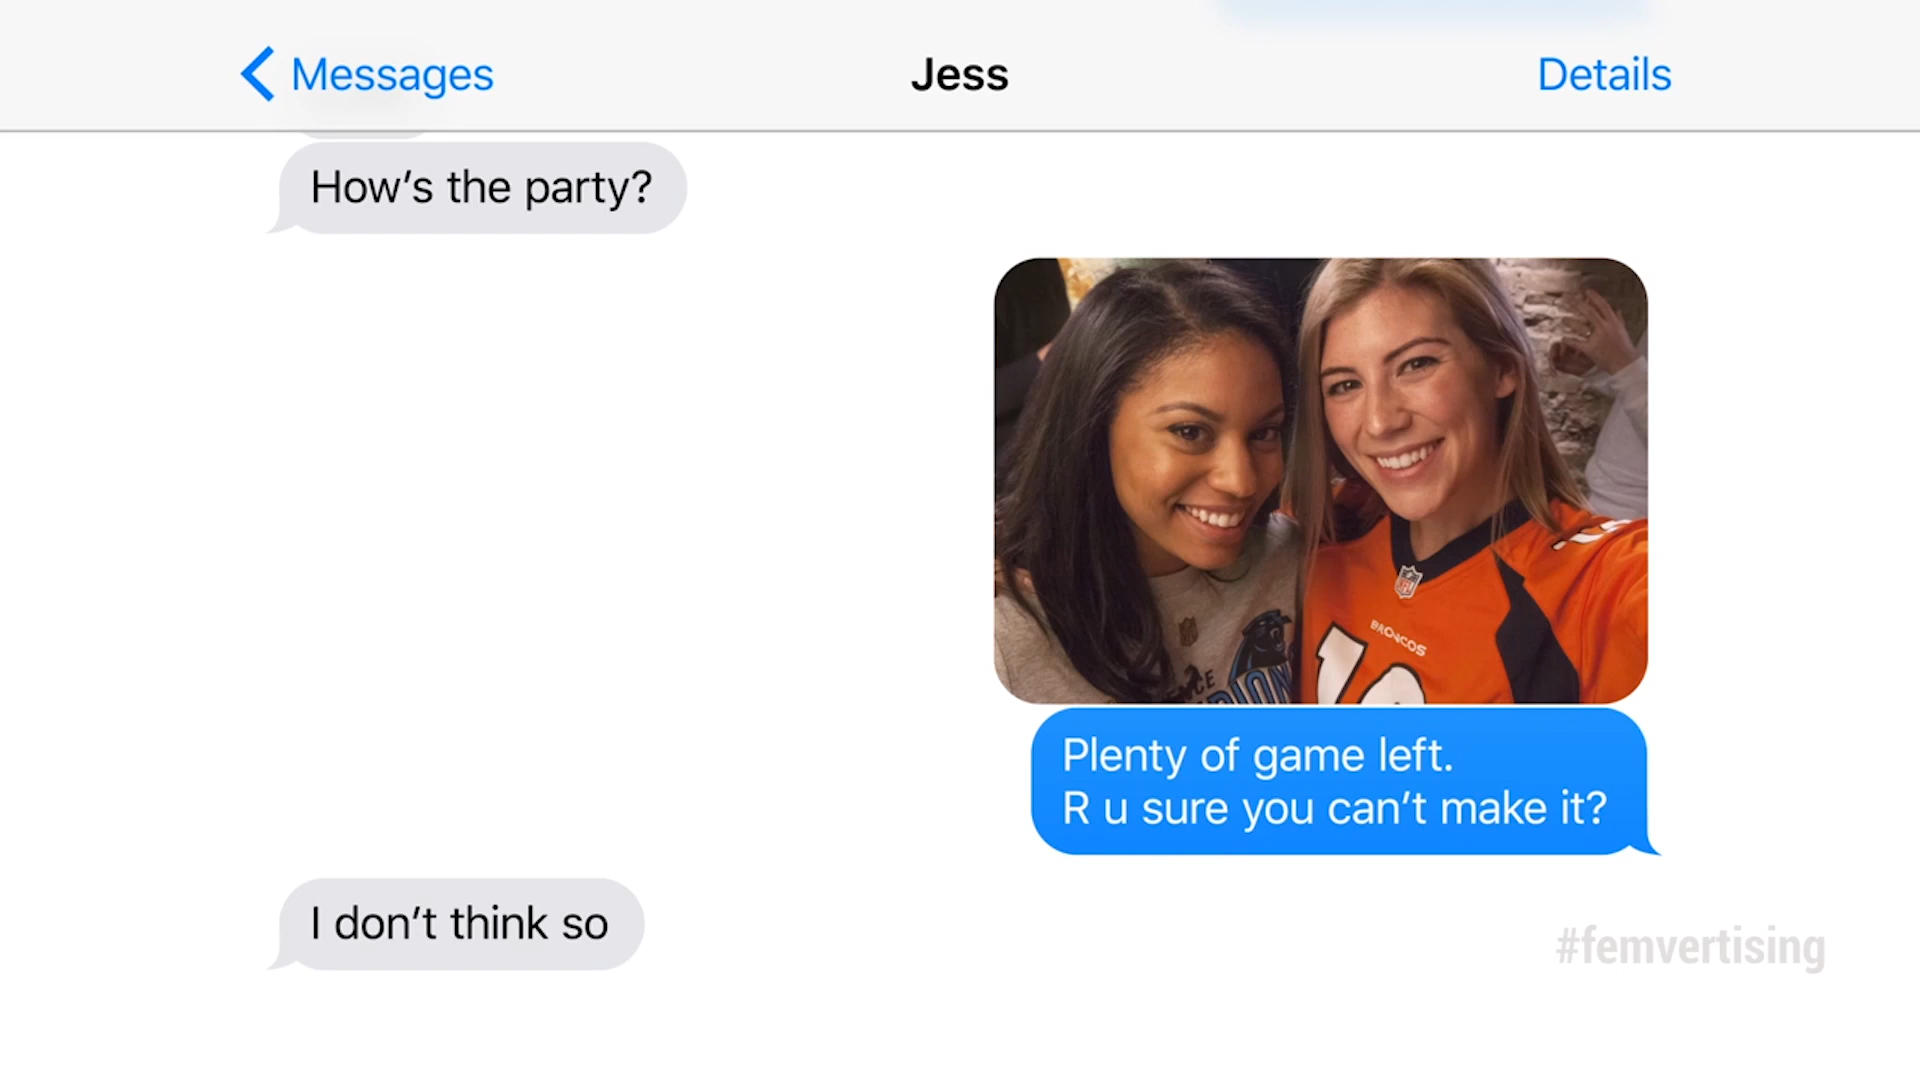 Messages
Jess
Details
How's the party?
BRONCOS
Plenty of game left.
R u sure you can't make it?
I don't think so
#femvertising